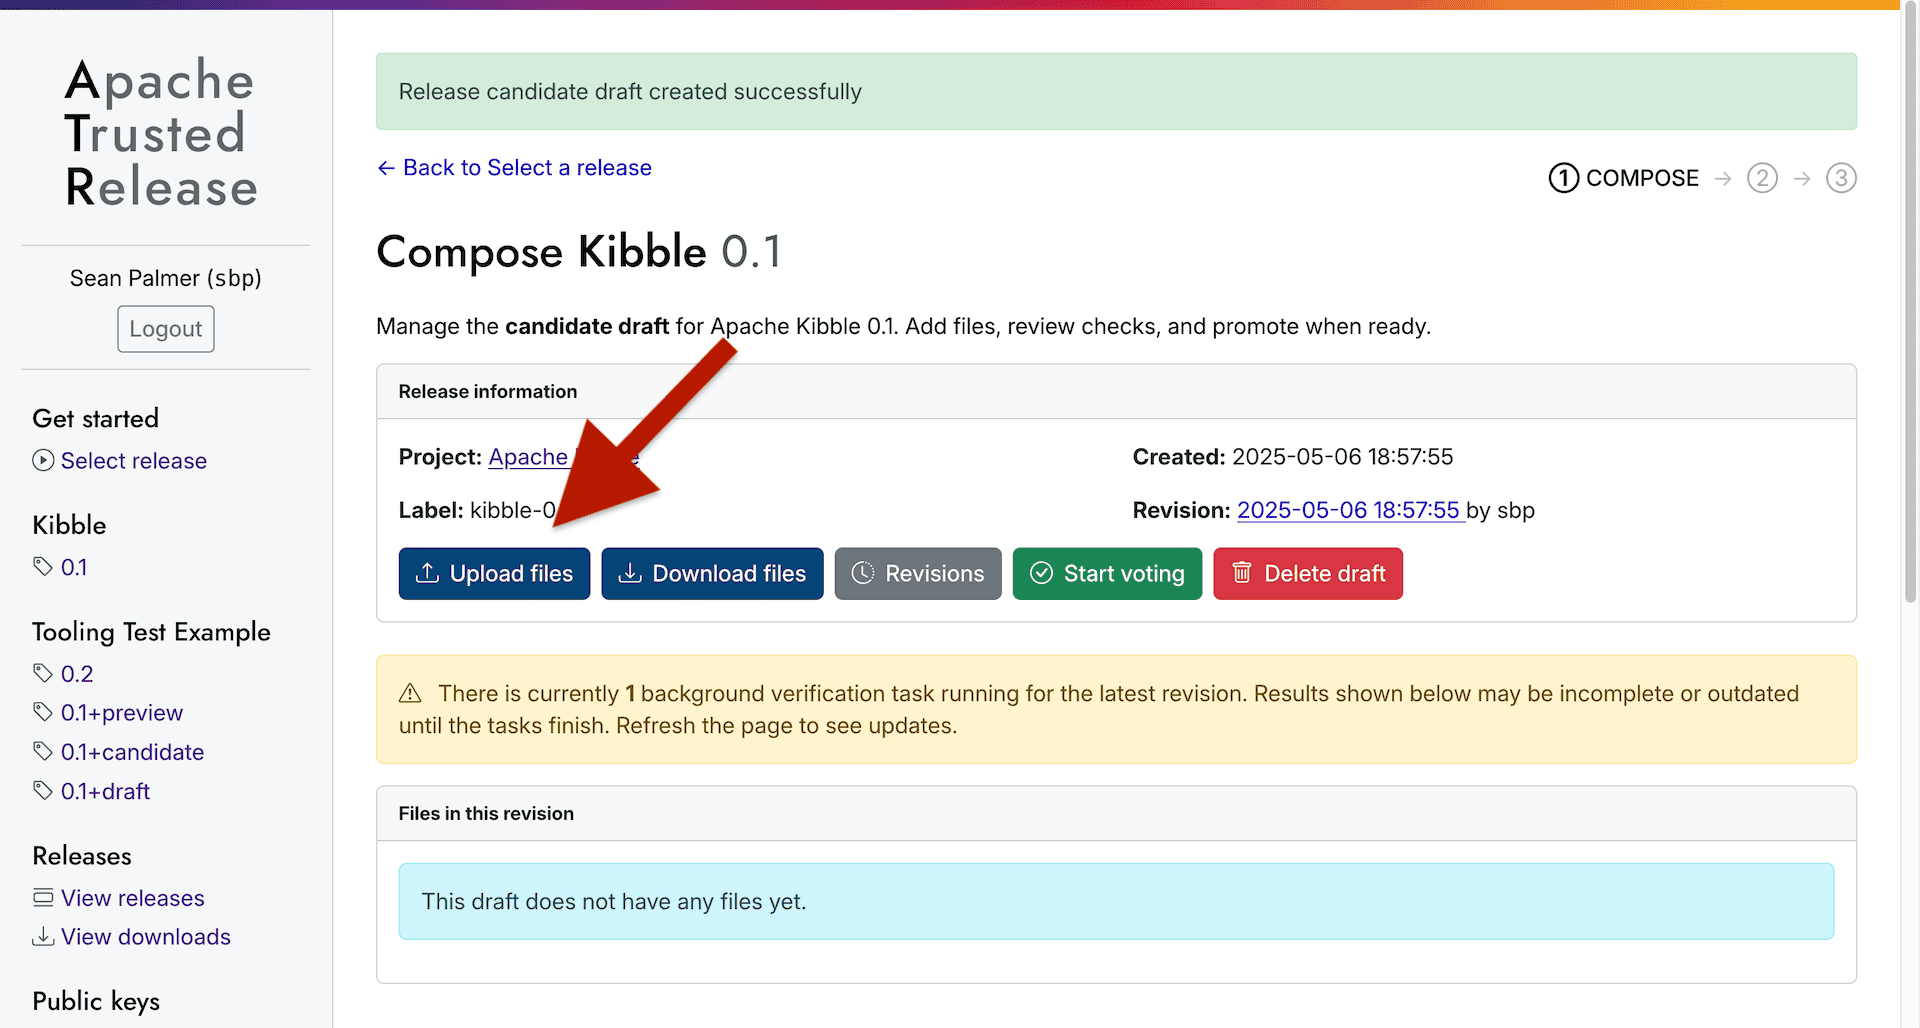 Apache
Trusted
Release
Sean Palmer (sbp)
Logout
Get started
Select release
Kibble
0.1
Tooling Test Example
0.2
0.1+preview
0.1+candidate
0.1+draft
Releases
View releases
View downloads
Public keys
Release candidate draft created successfully
← Back to Select a release
1 COMPOSE → 2 → 3
Compose Kibble 0.1
Manage the candidate draft for Apache Kibble 0.1. Add files, review checks, and promote when ready.
Release information
Project: Apache
Created: 2025-05-06 18:57:55
Label: kibble-0
Revision: 2025-05-06 18:57:55 by sbp
Upload files
Download files
Revisions
Start voting
Delete draft
There is currently 1 background verification task running for the latest revision. Results shown below may be incomplete or outdated
until the tasks finish. Refresh the page to see updates.
Files in this revision
This draft does not have any files yet.